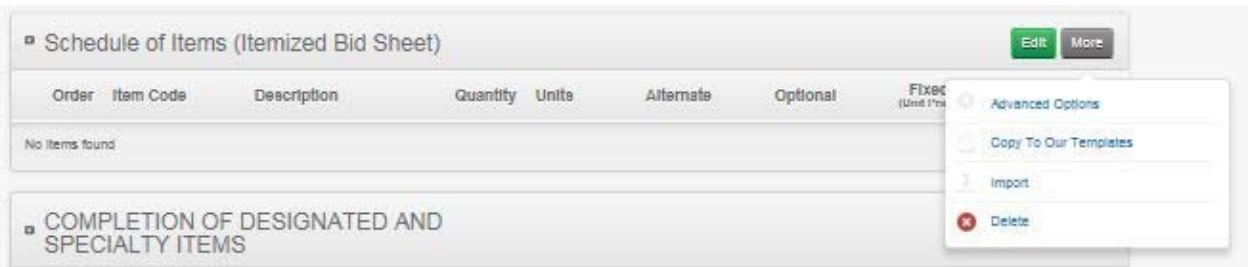 Schedule of Items (Itemized Bid Sheet)
Edit
More
Order Item Code Description Quantity Units Alternate Optional Fixed
Advanced Options
No items found
Copy To Our Templates
Import
COMPLETION OF DESIGNATED AND
SPECIALTY ITEMS
Delete